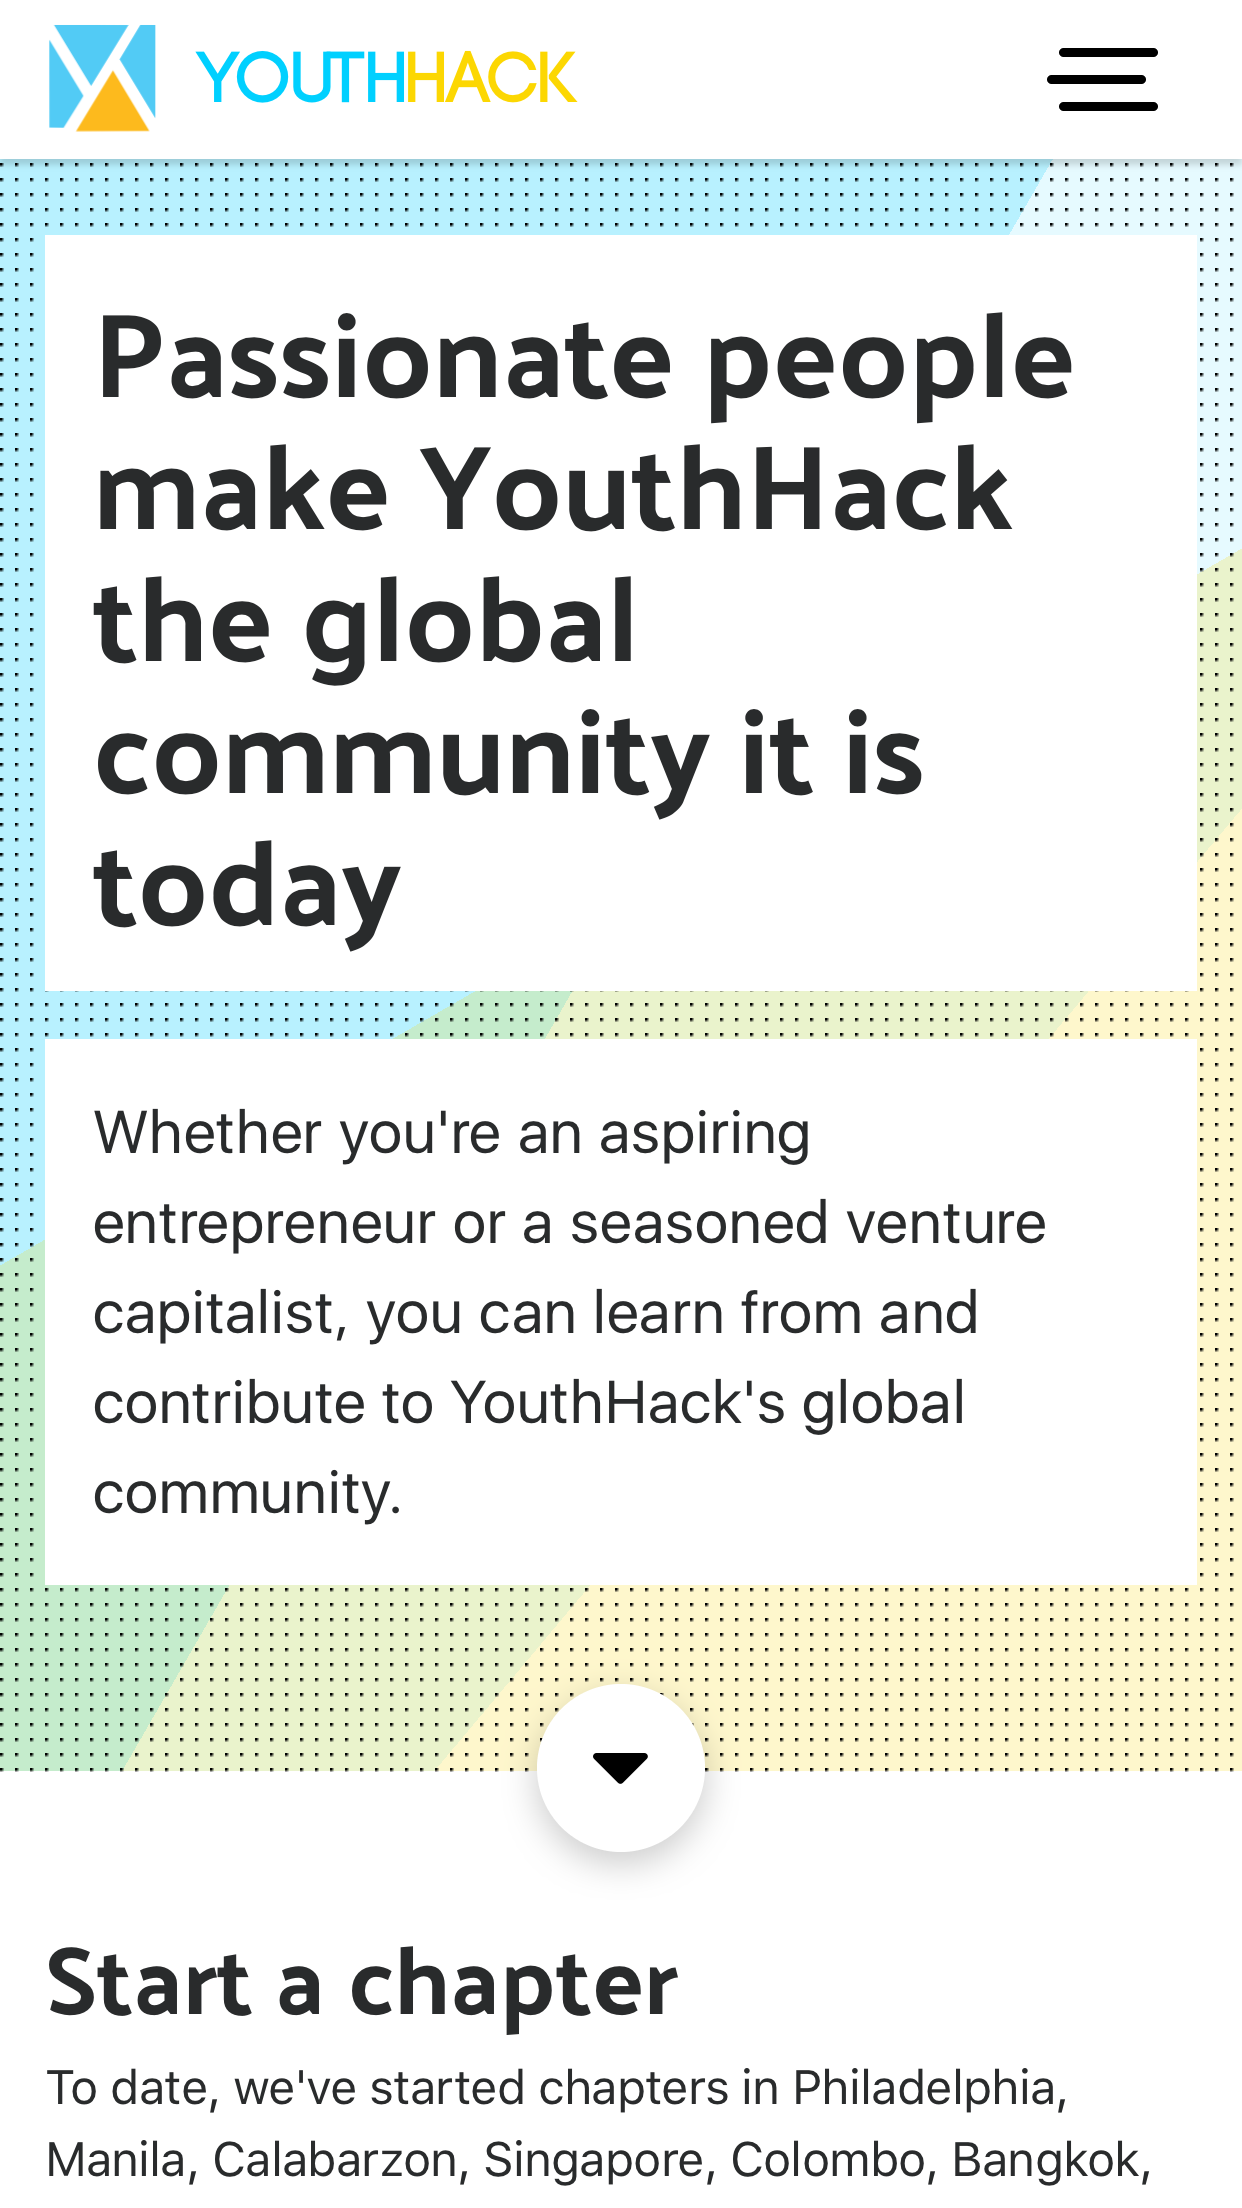 YOUTHHACK
Passionate people
make YouthHack
the global
community it is
today
Whether you're an aspiring
entrepreneur or a seasoned venture
capitalist, you can learn from and
contribute to YouthHack's global
community.
Start a chapter
To date, we've started chapters in Philadelphia,
Manila, Calabarzon, Singapore, Colombo, Bangkok,